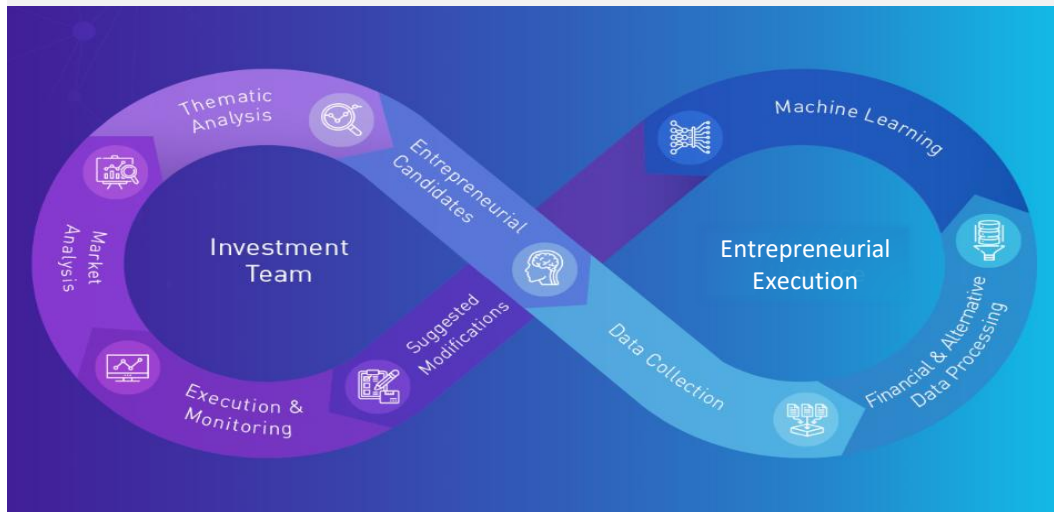 Thematic
Analysis
Entrepreneurial
Candidates
Machine Learning
Investment
Team
Entrepreneurial
Execution
Market
Analysis
Suggested
Modifications
Data Collection
Financial & Alternative
Data Processing
Execution &
Monitoring